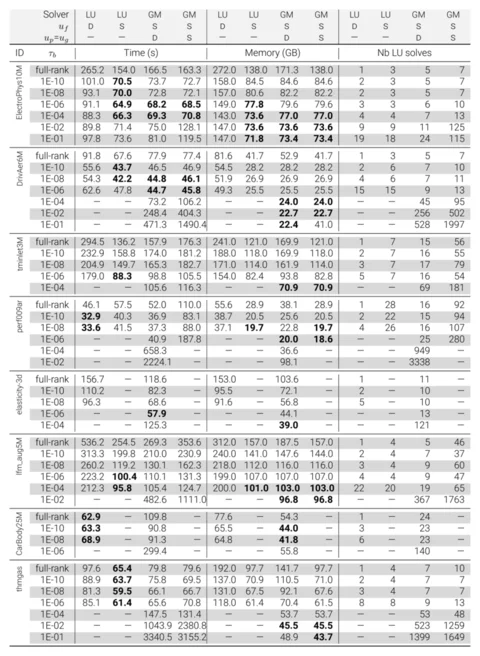 Solver LU LU GM GM LU LU GM GM LU LU GM GM
u_f D S S S D S S S D S S S
u_p=u_g — — D S — — D S — — D S
ID τ_b Time (s) Memory (GB) Nb LU solves
ElectroPhys10M
full-rank 265.2 154.0 166.5 163.3 272.0 138.0 171.3 138.0 1 3 5 7
1E-10 101.0 70.5 73.7 72.7 158.0 84.5 84.6 84.6 2 3 5 7
1E-08 93.1 70.0 72.8 72.1 157.0 80.6 82.2 82.2 2 3 5 7
1E-06 91.1 64.9 68.2 68.5 149.0 77.8 79.6 79.6 3 3 6 10
1E-04 88.3 66.3 69.3 70.8 143.0 73.6 77.0 77.0 4 4 7 13
1E-02 89.8 71.4 75.0 128.1 147.0 73.6 73.6 73.6 9 9 11 125
1E-01 97.8 73.6 81.0 119.5 147.0 71.8 73.4 73.4 19 18 24 115
DrivAer6M
full-rank 91.8 67.6 77.9 77.4 81.6 41.7 52.9 41.7 1 3 5 7
1E-10 55.6 43.7 46.5 46.9 54.5 28.2 28.2 28.2 2 6 7 10
1E-08 54.3 42.2 44.8 46.1 51.9 26.9 26.9 26.9 4 6 7 11
1E-06 62.6 47.8 44.7 45.8 49.3 25.5 25.5 25.5 15 15 9 13
1E-04 — — 73.2 106.2 — — 24.0 24.0 — — 45 95
1E-02 — — 248.4 404.3 — — 22.7 22.7 — — 256 502
1E-01 — — 471.3 1490.4 — — 22.4 41.0 — — 528 1997
tminlet3M
full-rank 294.5 136.2 157.9 176.3 241.0 121.0 169.9 121.0 1 7 15 56
1E-10 232.9 158.8 174.0 181.2 188.0 118.0 169.9 118.0 2 7 16 55
1E-08 204.9 149.7 165.3 182.7 171.0 114.0 161.9 114.0 3 7 17 79
1E-06 179.0 88.3 98.8 105.5 154.0 82.4 93.8 82.8 5 7 16 54
1E-04 — — 105.6 116.3 — — 70.9 70.9 — — 69 181
perf009ar
full-rank 46.1 57.5 52.0 110.0 55.6 28.9 38.1 28.9 1 28 16 92
1E-10 32.9 40.3 36.9 83.1 38.7 20.5 25.6 20.5 2 22 15 94
1E-08 33.6 41.5 37.3 88.0 37.1 19.7 22.8 19.7 4 26 16 107
1E-06 — — 40.9 187.8 — — 20.0 18.6 — — 25 280
1E-04 — — 658.3 — — — 36.6 — — — 949 —
1E-02 — — 2224.1 — — — 98.1 — — — 3338 —
elasticity-3d
full-rank 156.7 — 118.6 — 153.0 — 103.6 — 1 — 11 —
1E-10 110.2 — 82.3 — 95.5 — 72.1 — 2 — 10 —
1E-08 96.3 — 68.6 — 91.6 — 56.8 — 5 — 10 —
1E-06 — — 57.9 — — — 44.1 — — — 13 —
1E-04 — — 125.3 — — — 39.0 — — — 121 —
lfm_aug5M
full-rank 536.2 254.5 269.3 353.6 312.0 157.0 187.5 157.0 1 4 5 46
1E-10 313.3 199.8 210.0 230.9 240.0 141.0 147.6 144.0 2 4 7 37
1E-08 260.2 119.2 130.1 162.3 218.0 112.0 116.0 116.0 3 4 9 60
1E-06 223.2 100.4 110.1 131.3 199.0 107.0 107.0 107.0 4 4 9 47
1E-04 212.3 95.8 105.4 124.7 200.0 101.0 103.0 103.0 22 20 19 65
1E-02 — — 482.6 1111.0 — — 96.8 96.8 — — 367 1763
CarBody25M
full-rank 62.9 — 109.8 — 77.6 — 54.3 — 1 — 24 —
1E-10 63.3 — 90.8 — 65.5 — 44.0 — 3 — 23 —
1E-08 68.9 — 91.3 — 64.8 — 41.8 — 6 — 23 —
1E-06 — — 299.4 — — — 55.8 — — — 140 —
thmgas
full-rank 97.6 65.4 79.8 79.6 192.0 97.7 141.7 97.7 1 4 7 10
1E-10 88.9 63.7 75.8 69.5 137.0 70.9 110.5 71.0 2 4 7 7
1E-08 81.3 59.5 66.1 66.7 131.0 67.5 92.1 67.6 3 4 7 7
1E-06 85.1 61.4 65.6 70.8 118.0 61.4 70.4 61.5 8 8 9 13
1E-04 — — 147.5 131.4 — — 53.7 53.7 — — 53 48
1E-02 — — 1043.9 2380.8 — — 45.5 45.5 — — 523 1259
1E-01 — — 3340.5 3155.2 — — 48.9 43.7 — — 1399 1649